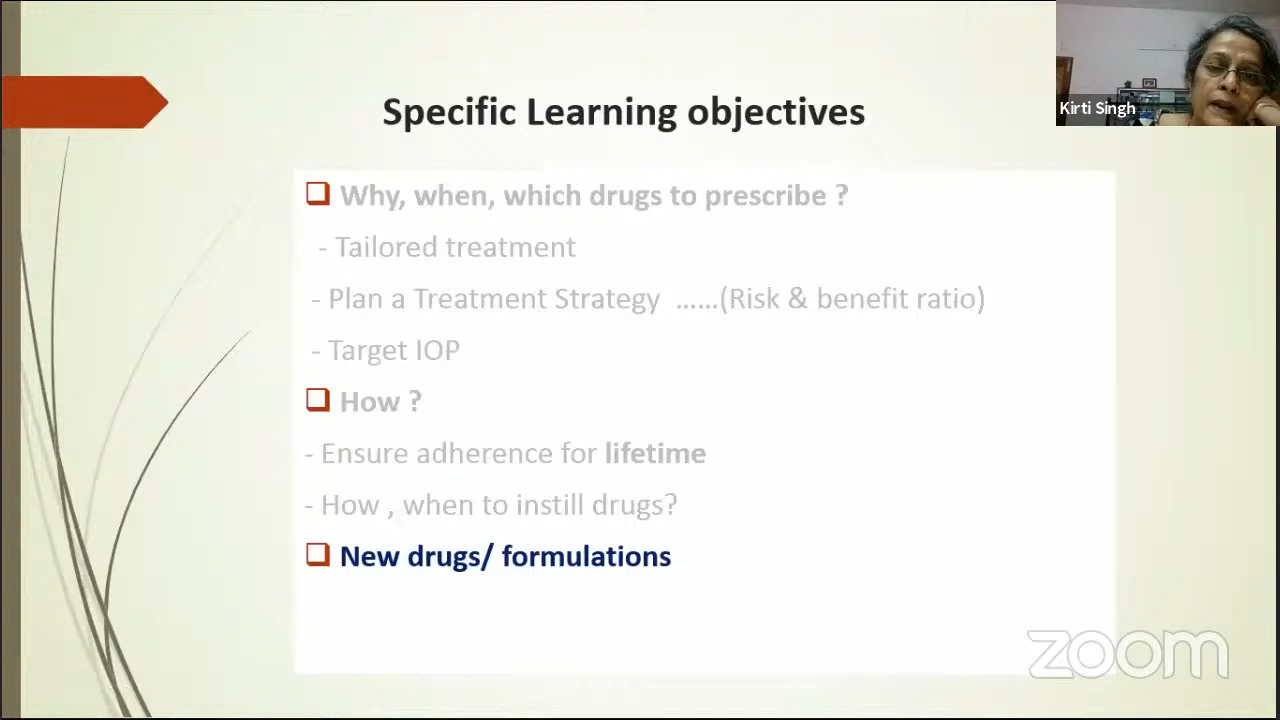 Specific Learning objectives
Kirti Singh
Why, when, which drugs to prescribe ?
- Tailored treatment
- Plan a Treatment Strategy ......(Risk & benefit ratio)
- Target IOP
How ?
- Ensure adherence for lifetime
- How , when to instill drugs?
New drugs/ formulations
zoom